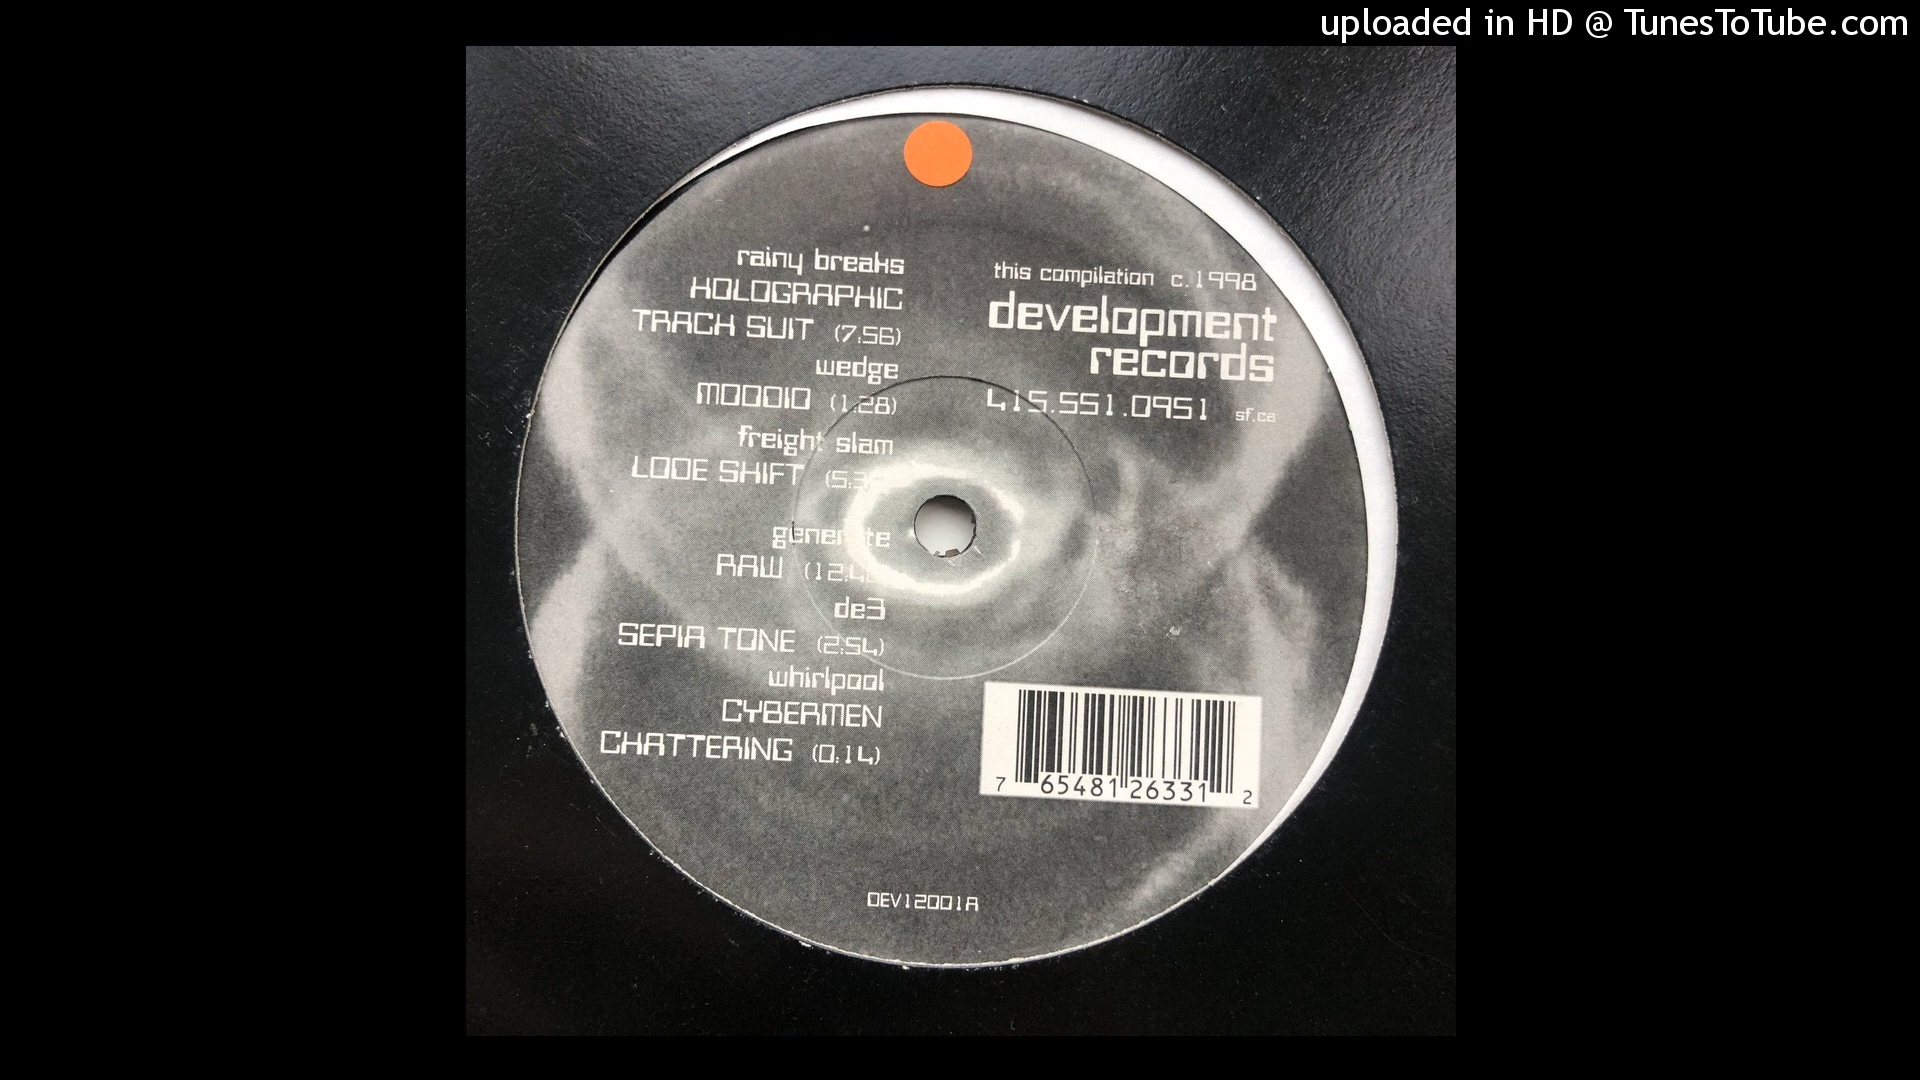 uploaded in HD @ TunesToTube.com
rainy breaks
HOLOGRAPHIC
TRACK SUIT (7:56)
wedge
MOOD10 (1:28)
freight slam
LODE SHIFT
generate
RAW
de3
SEPIA TONE (2:54)
whirlpool
CYBERMEN
CHATTERING (0:14)
this compilation c.1998
development
records
415.551.0951 sf.ca
7 65481 26331 2
DEV12001A